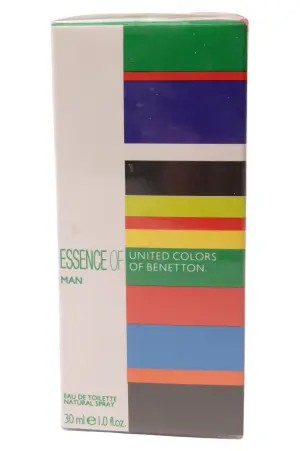 ESSENCE OF UNITED COLORS
OF BENETTON.
MAN
EAU DE TOILETTE
NATURAL SPRAY
30 ml e 1.0 fl.oz.